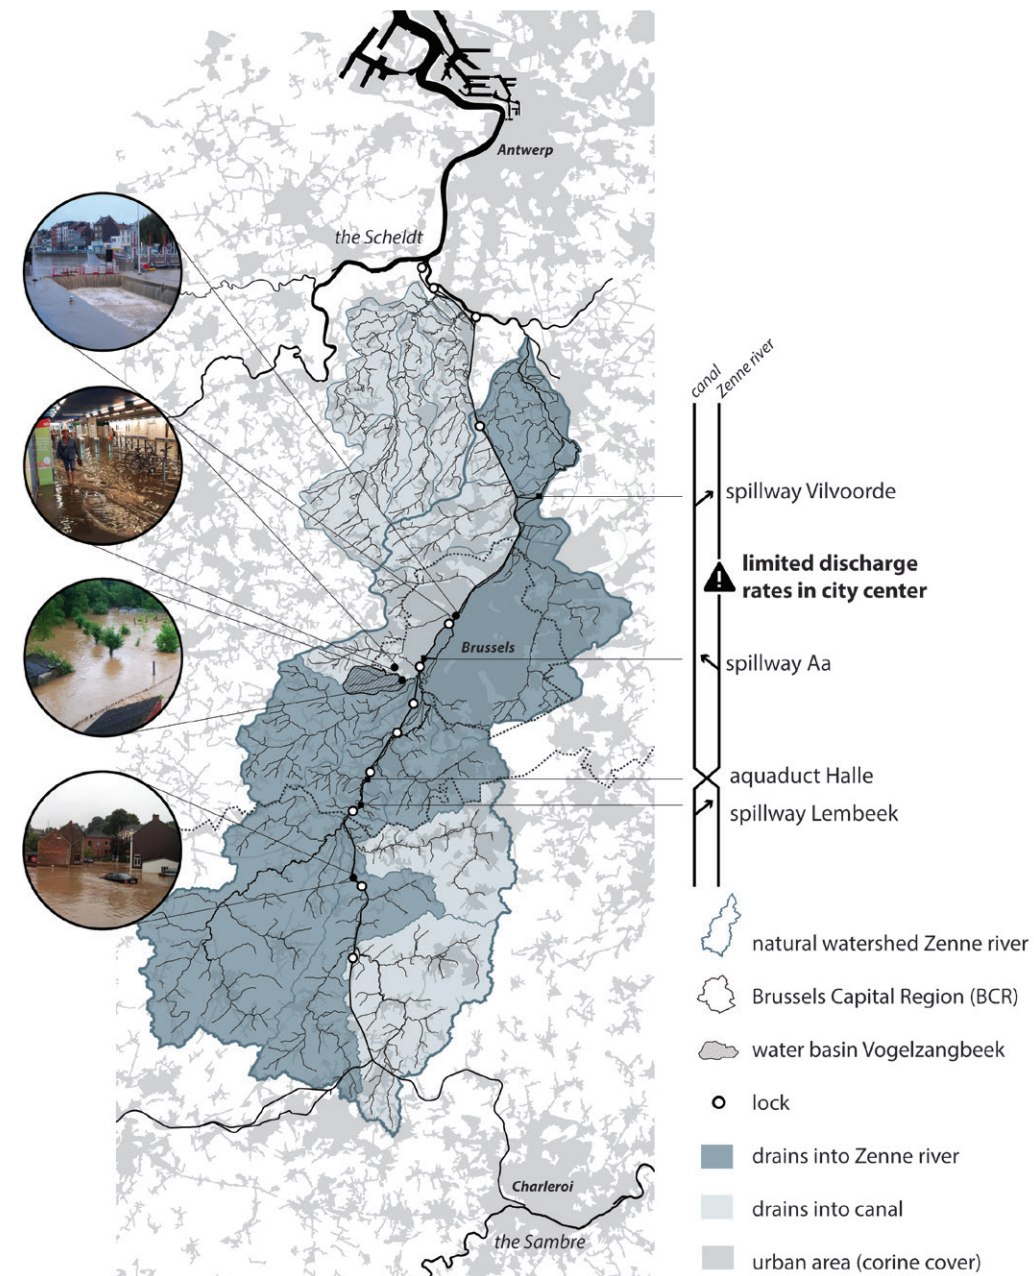 Antwerp
the Scheldt
canal
Zenne river
spillway Vilvoorde
limited discharge
rates in city center
Brussels
spillway Aa
aquaduct Halle
spillway Lembeek
natural watershed Zenne river
Brussels Capital Region (BCR)
water basin Vogelzangbeek
lock
drains into Zenne river
Charleroi
drains into canal
the Sambre
urban area (corine cover)